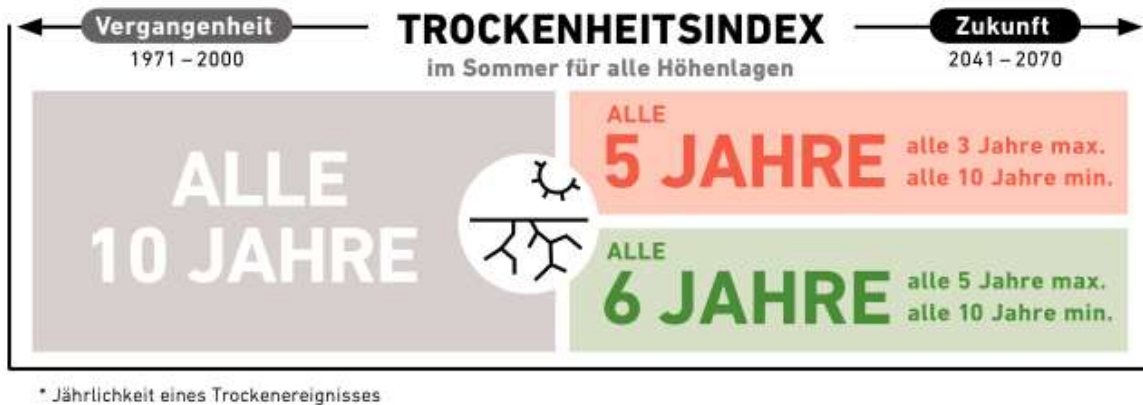 Vergangenheit
1971 – 2000
TROCKENHEITSINDEX
im Sommer für alle Höhenlagen
Zukunft
2041 – 2070
ALLE
10 JAHRE
ALLE
5 JAHRE
alle 3 Jahre max.
alle 10 Jahre min.
ALLE
6 JAHRE
alle 5 Jahre max.
alle 10 Jahre min.
* Jährlichkeit eines Trockenereignisses